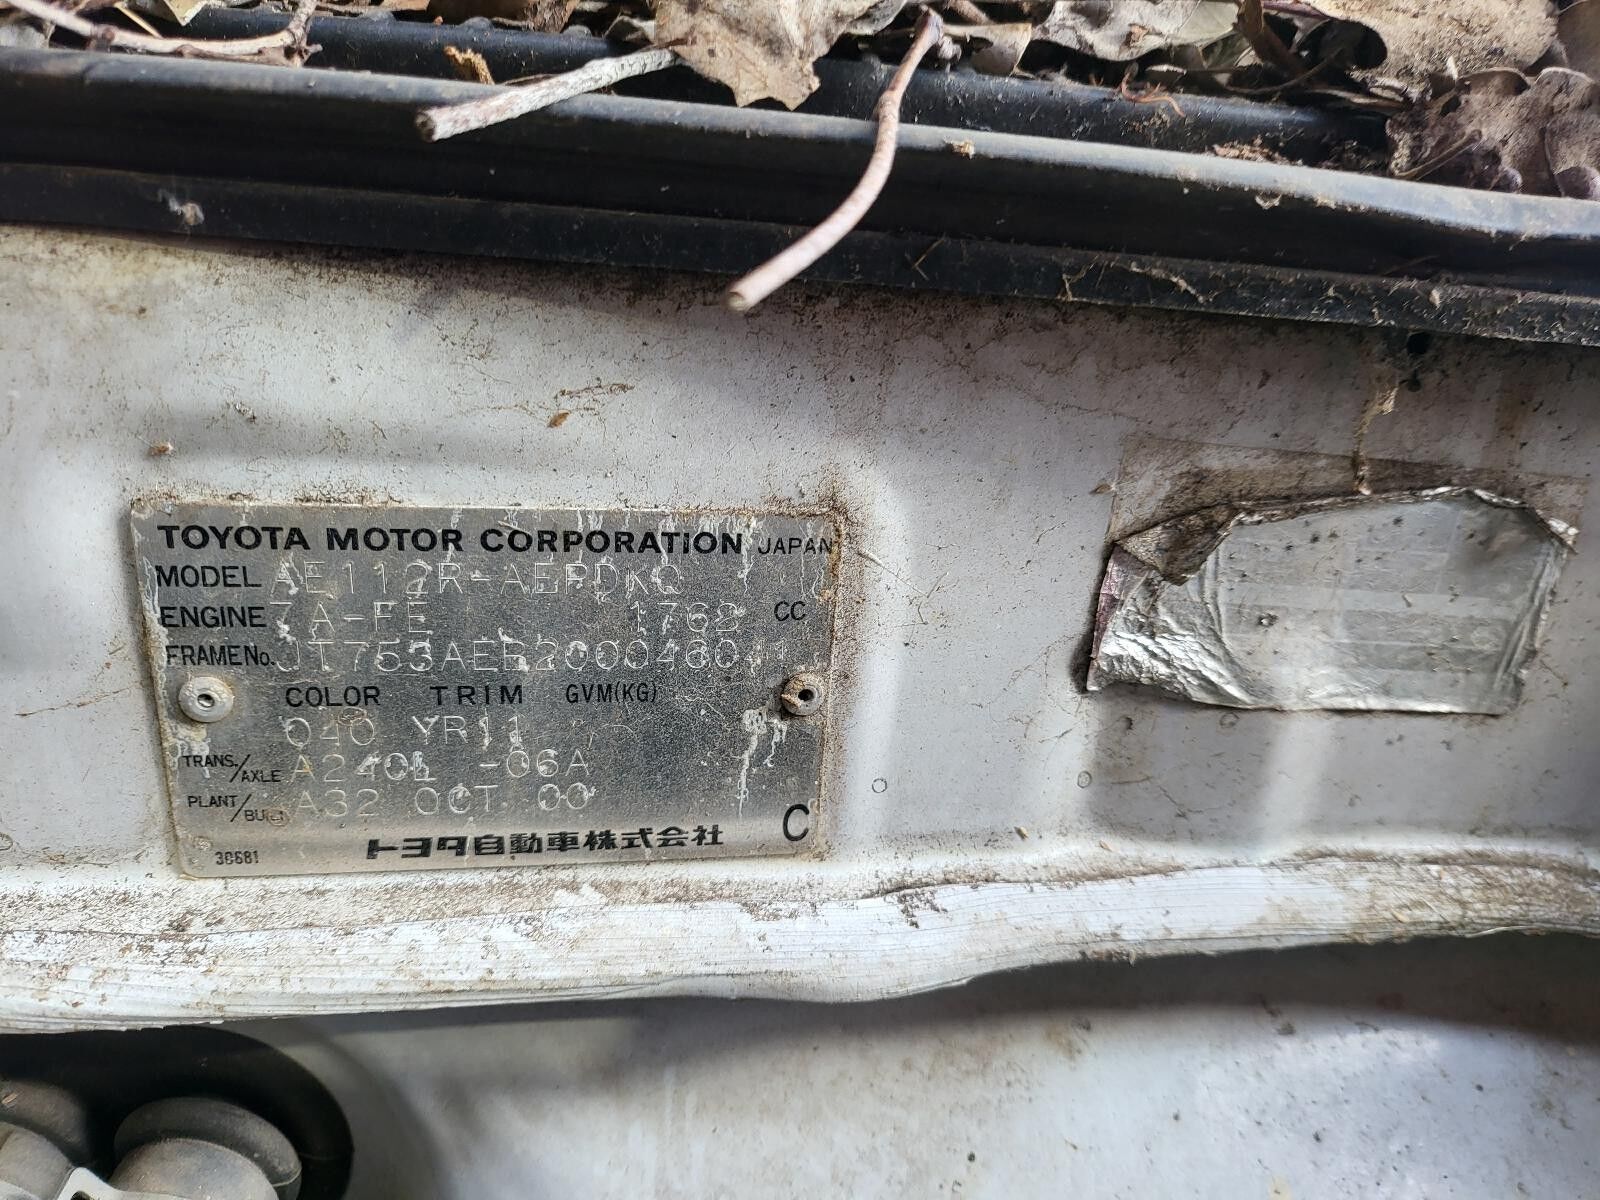 TOYOTA MOTOR CORPORATION JAPAN
MODEL AE112R-AEPDKQ
ENGINE 7A-FE 1762 CC
FRAME No. JT753AEB2000460
COLOR TRIM GVM(KG)
040 YR11
TRANS./AXLE A240L -06A
PLANT/BUILT A32 OCT 00
トヨタ自動車株式会社 C
38681